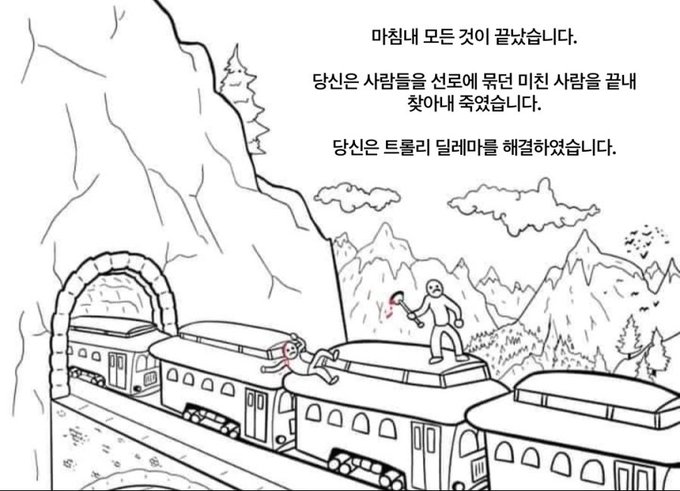 마침내 모든 것이 끝났습니다.
당신은 사람들을 선로에 묶던 미친 사람을 끝내
찾아내 죽였습니다.
당신은 트롤리 딜레마를 해결하였습니다.